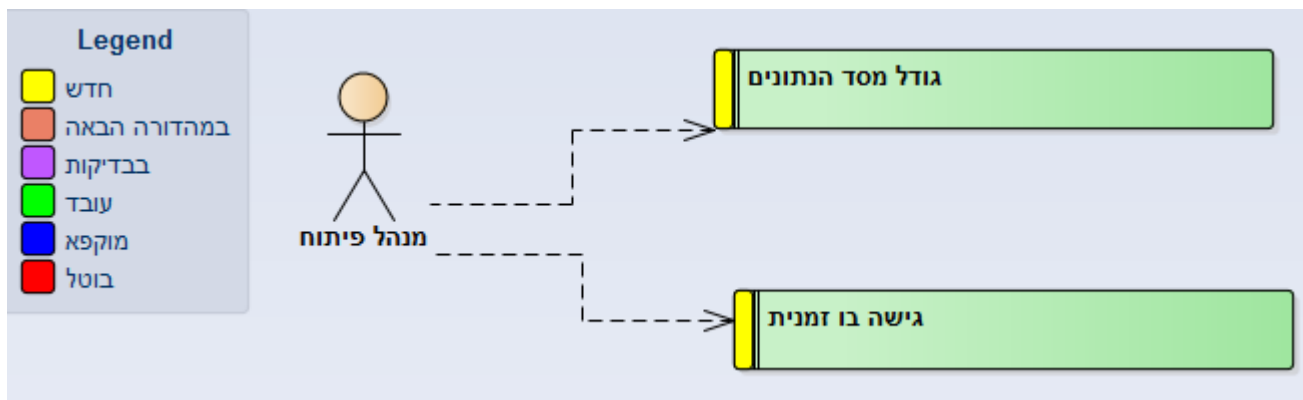 Legend
חדש
במהדורה הבאה
בבדיקות
עובד
מוקפא
בוטל
מנהל פיתוח
גודל מסד הנתונים
גישה בו זמנית